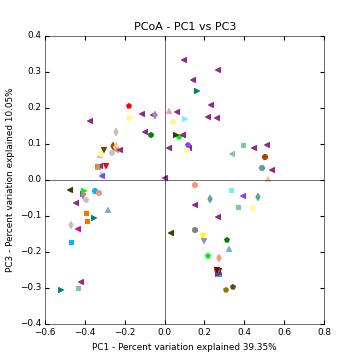 PCoA - PC1 vs PC3
0.4
0.3
0.2
0.1
0.0
−0.1
−0.2
−0.3
−0.4
PC3 - Percent variation explained 10.05%
−0.6 −0.4 −0.2 0.0 0.2 0.4 0.6 0.8
PC1 - Percent variation explained 39.35%